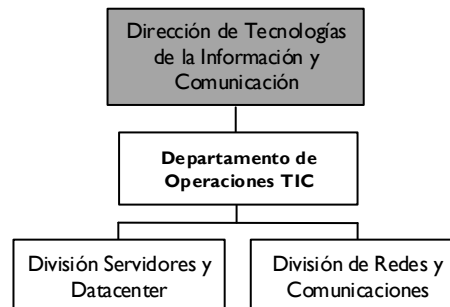 Dirección de Tecnologías
de la Información y
Comunicación
Departamento de
Operaciones TIC
División Servidores y
Datacenter
División de Redes y
Comunicaciones